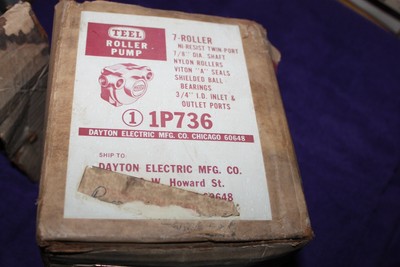 TEEL
ROLLER
PUMP
7-ROLLER
NI-RESIST TWIN-PORT
7/8" DIA. SHAFT
NYLON ROLLERS
VITON "A" SEALS
SHIELDED BALL
BEARINGS
3/4" I.D. INLET &
OUTLET PORTS
1 1P736
DAYTON ELECTRIC MFG. CO. CHICAGO 60648
SHIP TO:
DAYTON ELECTRIC MFG. CO.
W. Howard St.
60648